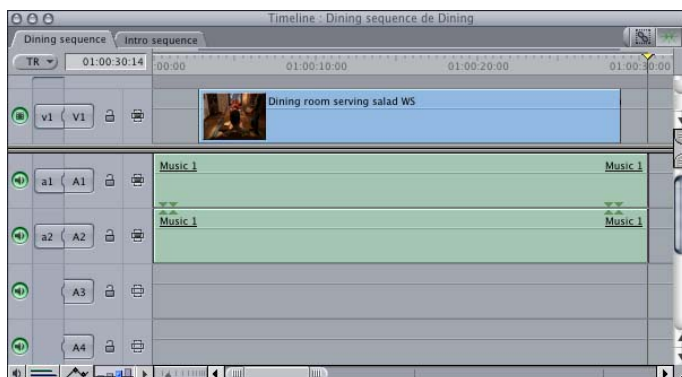 Timeline : Dining sequence de Dining
Dining sequence
Intro sequence
TR
01:00:30:14
:00:00
01:00:10:00
01:00:20:00
01:00:30:00
v1
V1
Dining room serving salad WS
a1
A1
Music 1
Music 1
a2
A2
Music 1
Music 1
A3
A4